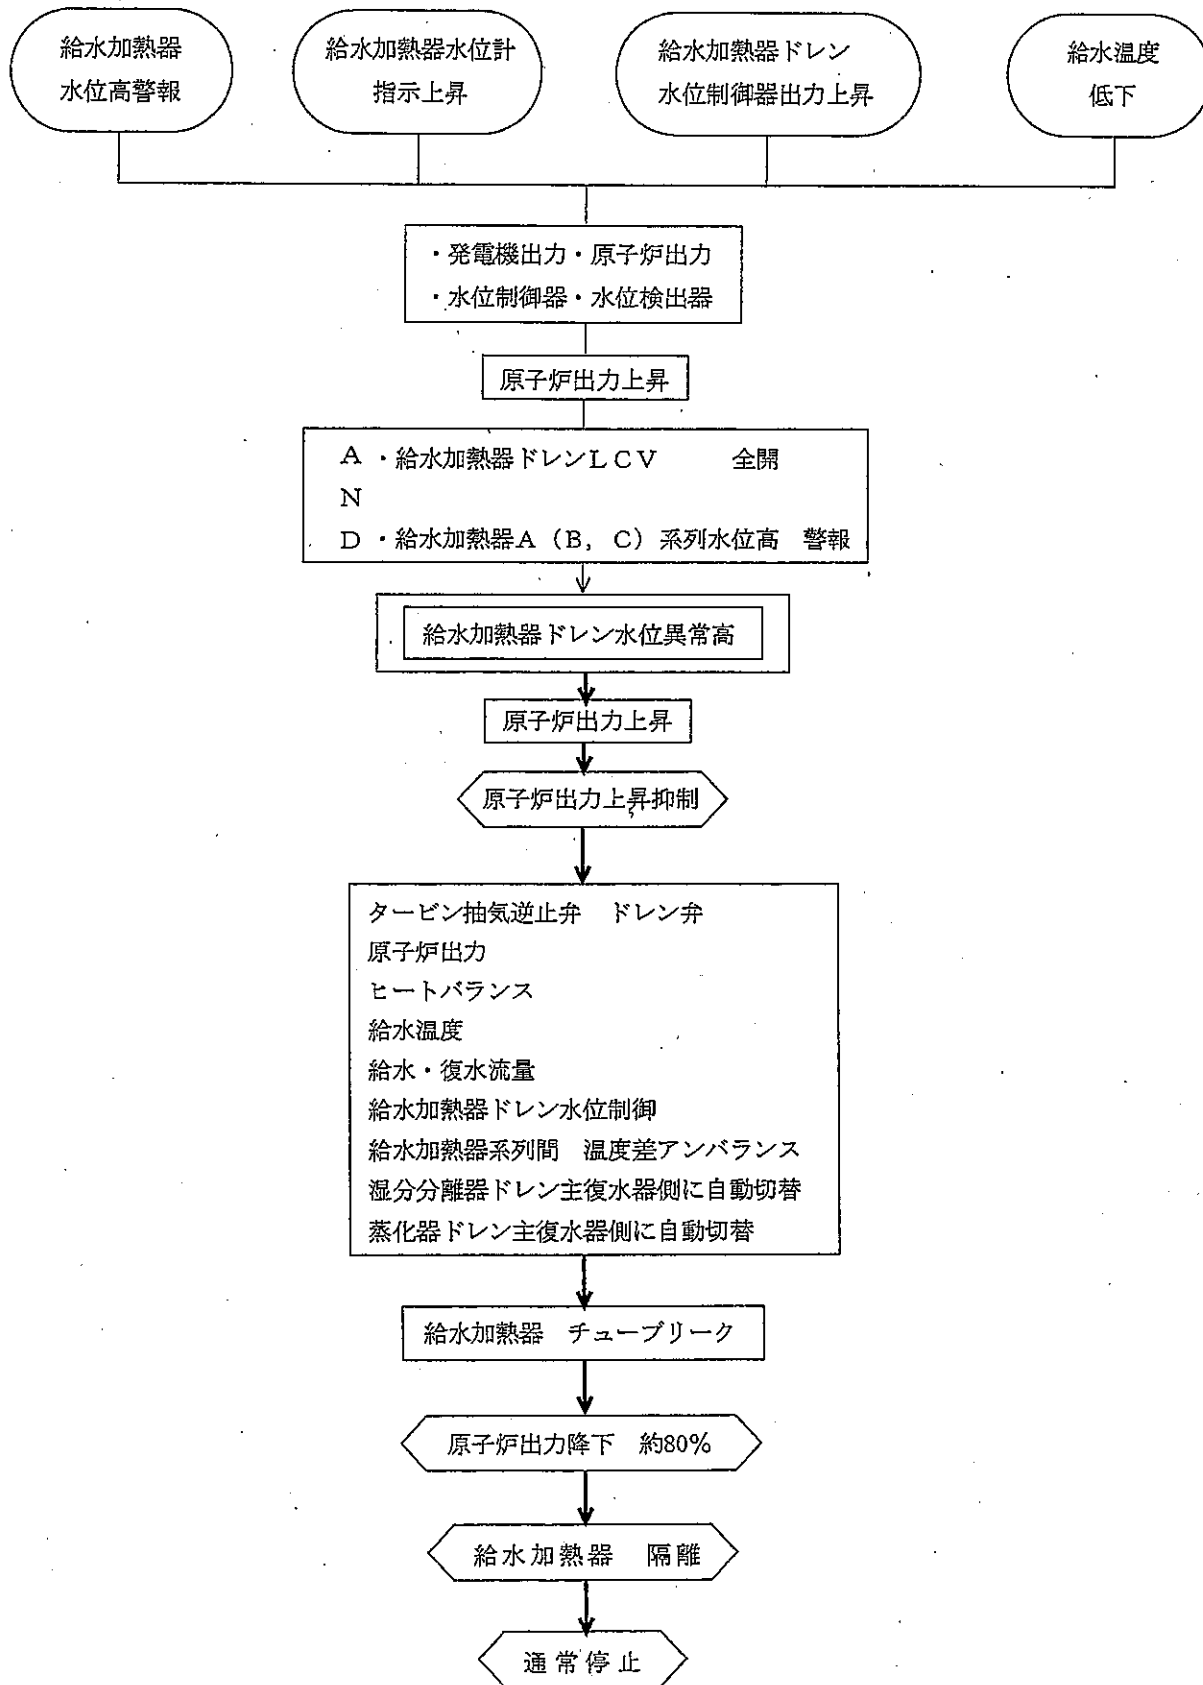 給水加熱器
水位高警報
給水加熱器水位計
指示上昇
給水加熱器ドレン
水位制御器出力上昇
給水温度
低下
・発電機出力・原子炉出力
・水位制御器・水位検出器
原子炉出力上昇
A ・給水加熱器ドレンLCV 全開
N
D ・給水加熱器A(B,C)系列水位高 警報
給水加熱器ドレン水位異常高
原子炉出力上昇
原子炉出力上昇抑制
タービン抽気逆止弁 ドレン弁
原子炉出力
ヒートバランス
給水温度
給水・復水流量
給水加熱器ドレン水位制御
給水加熱器系列間 温度差アンバランス
湿分分離器ドレン主復水器側に自動切替
蒸化器ドレン主復水器側に自動切替
給水加熱器 チューブリーク
原子炉出力降下 約80%
給水加熱器 隔離
通常停止